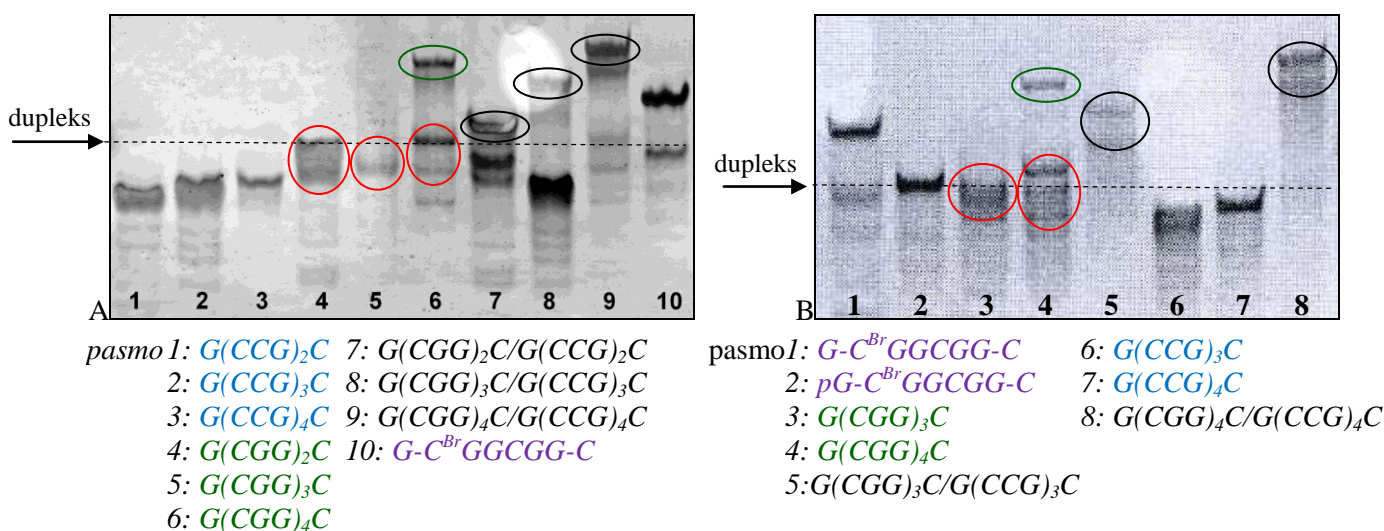 dupleks
1 2 3 4 5 6 7 8 9 10
A
pasmo 1: G(CCG)₂C 7: G(CGG)₂C/G(CCG)₂C
2: G(CCG)₃C 8: G(CGG)₃C/G(CCG)₃C
3: G(CCG)₄C 9: G(CGG)₄C/G(CCG)₄C
4: G(CGG)₂C 10: G-CᴮʳGGCGG-C
5: G(CGG)₃C
6: G(CGG)₄C
dupleks
1 2 3 4 5 6 7 8
B
pasmo1: G-CᴮʳGGCGG-C 6: G(CCG)₃C
2: pG-CᴮʳGGCGG-C 7: G(CCG)₄C
3: G(CGG)₃C 8: G(CGG)₄C/G(CCG)₄C
4: G(CGG)₄C
5:G(CGG)₃C/G(CCG)₃C